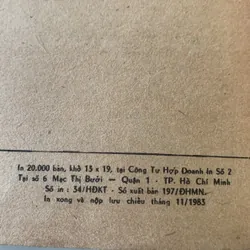 In 20.000 bản, khổ 13 x 19, tại Công Tư Hợp Doanh In Số 2
Tại số 6 Mạc Thị Bưởi — Quận 1 - TP. Hồ Chí Minh
Số in : 34/HĐKT - Số xuất bản 197/ĐHMN.
In xong và nộp lưu chiểu tháng 11/1983